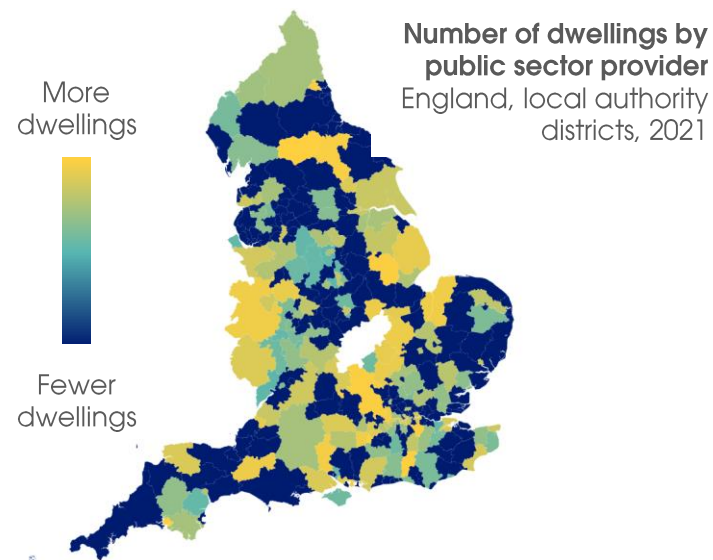 Number of dwellings by
public sector provider
England, local authority
districts, 2021
More
dwellings
Fewer
dwellings